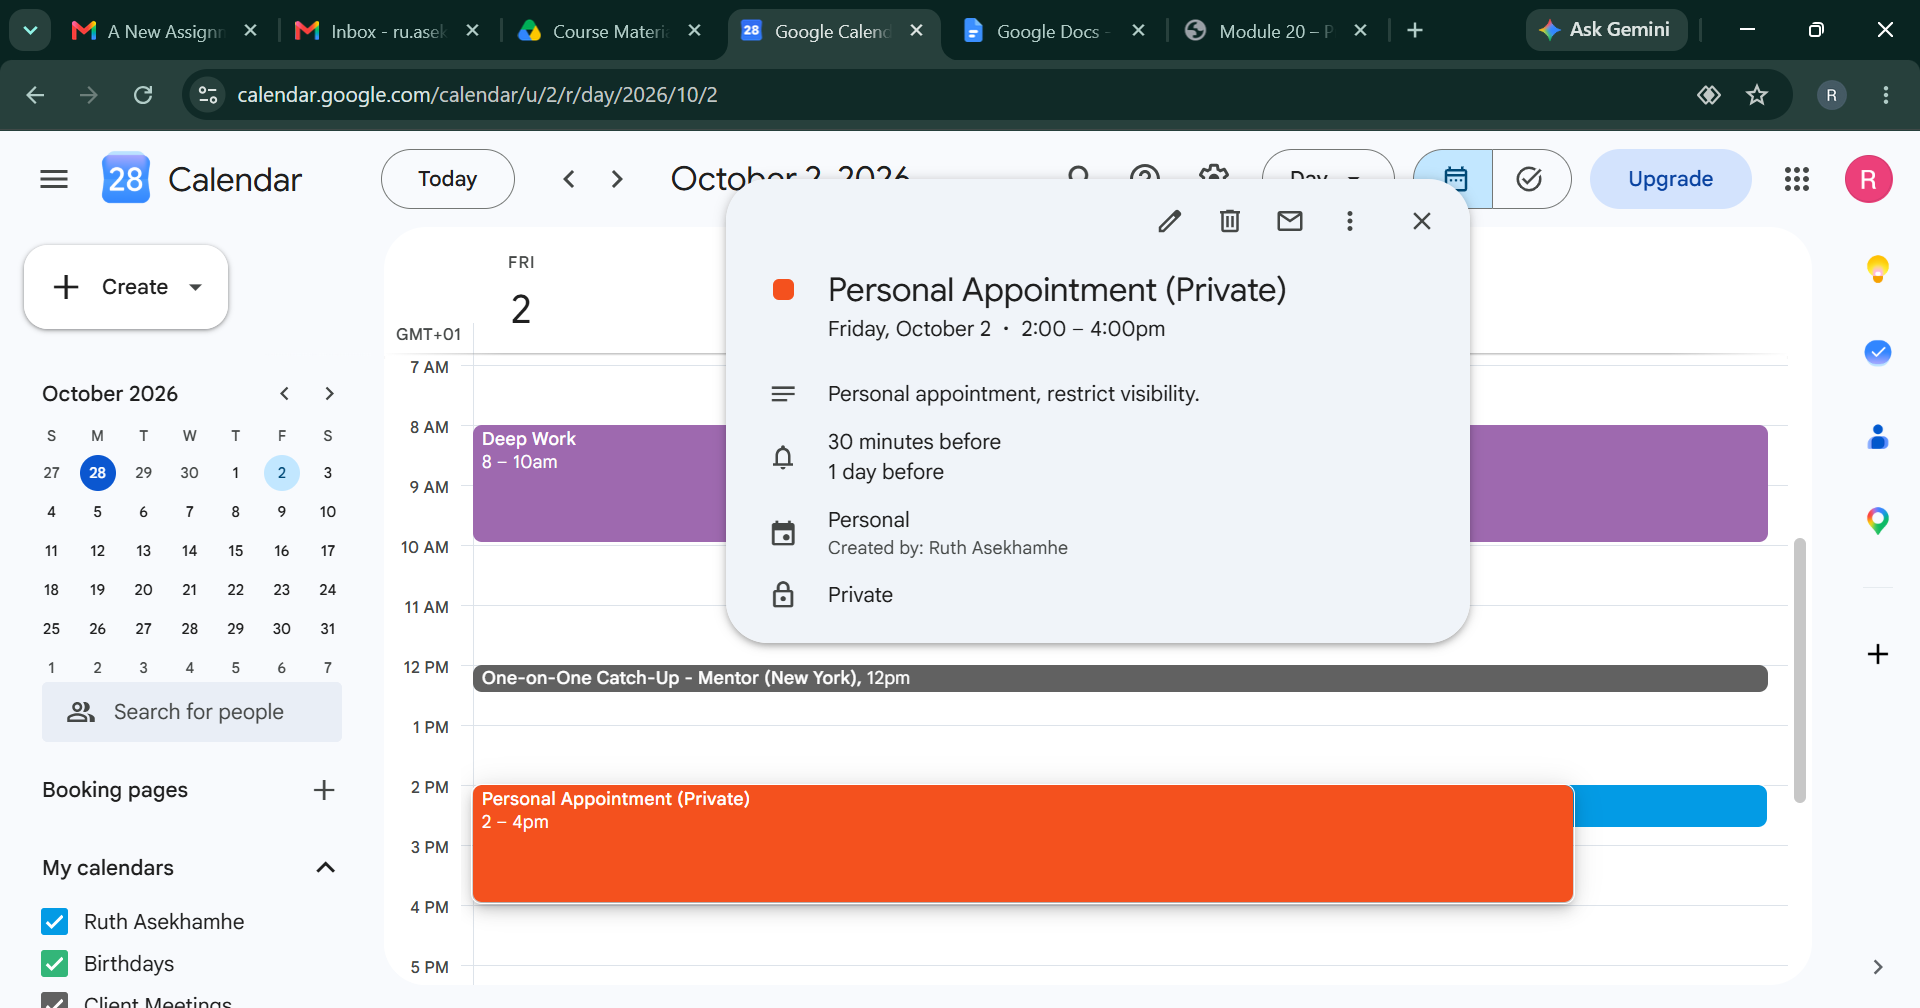 A New Assignn
Inbox - ru.asek
Course Materia
Google Calend
Google Docs -
Module 20 – P
Ask Gemini
calendar.google.com/calendar/u/2/r/day/2026/10/2
R
28
Calendar
Today
October 2, 2026
Day
Upgrade
R
Create
FRI
2
GMT+01
October 2026
S M T W T F S
27 28 29 30 1 2 3
4 5 6 7 8 9 10
11 12 13 14 15 16 17
18 19 20 21 22 23 24
25 26 27 28 29 30 31
1 2 3 4 5 6 7
Search for people
Booking pages
My calendars
Ruth Asekhamhe
Birthdays
Client Meetings
7 AM
8 AM
9 AM
10 AM
11 AM
12 PM
1 PM
2 PM
3 PM
4 PM
5 PM
Deep Work
8 – 10am
Personal Appointment (Private)
Friday, October 2 • 2:00 – 4:00pm
Personal appointment, restrict visibility.
30 minutes before
1 day before
Personal
Created by: Ruth Asekhamhe
Private
One-on-One Catch-Up - Mentor (New York), 12pm
Personal Appointment (Private)
2 – 4pm